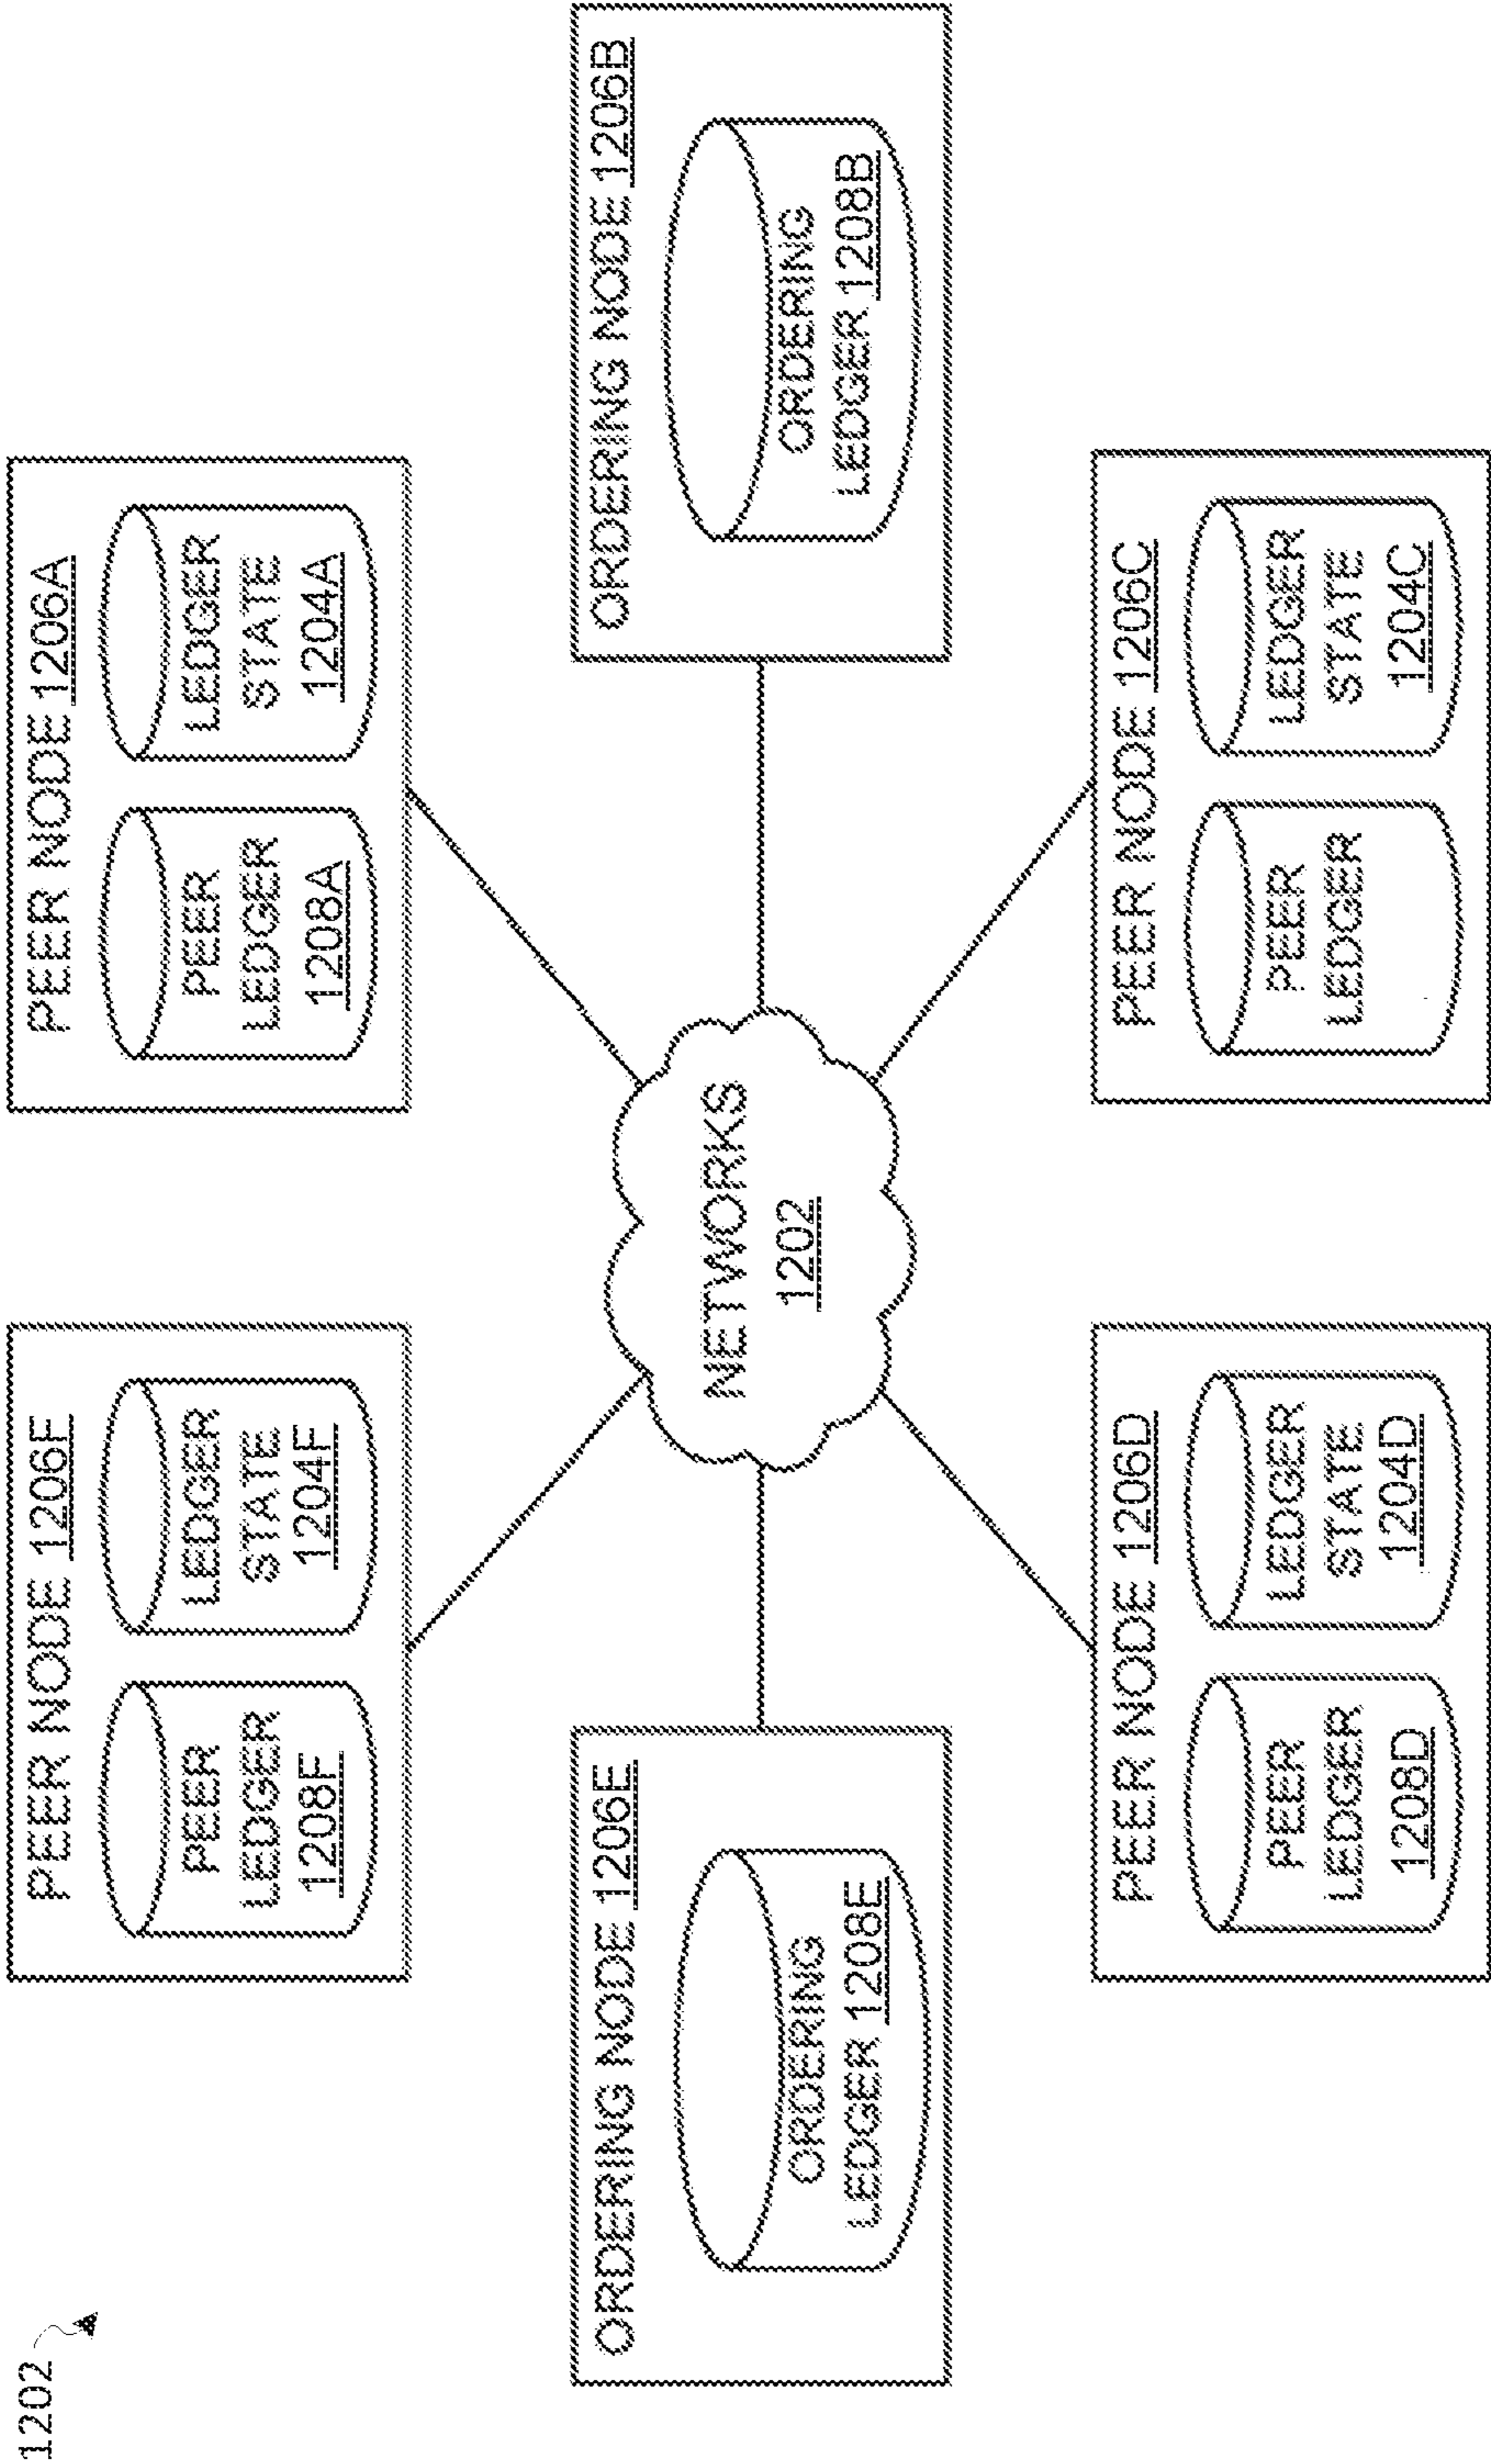 1202
PEER NODE 1206F
PEER
LEDGER
1208F
LEDGER
STATE
1204F
PEER NODE 1206A
PEER
LEDGER
1208A
LEDGER
STATE
1204A
ORDERING NODE 1206E
ORDERING
LEDGER 1208E
NETWORKS
1202
ORDERING NODE 1206B
ORDERING
LEDGER 1208B
PEER NODE 1206D
PEER
LEDGER
1208D
LEDGER
STATE
1204D
PEER NODE 1206C
PEER
LEDGER
LEDGER
STATE
1204C